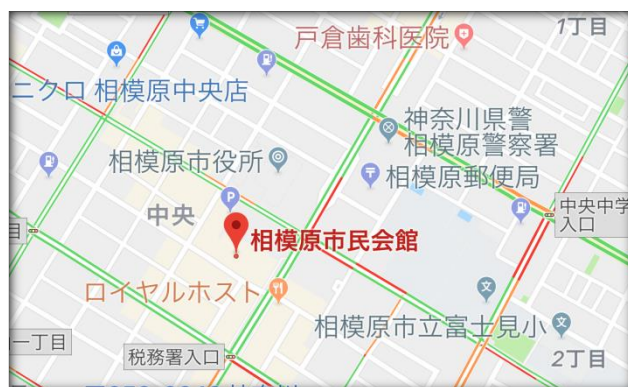 1丁目
戸倉歯科医院
ニクロ 相模原中央店
神奈川県警
相模原警察署
相模原市役所
相模原郵便局
P
中央
中央中学
入口
目
相模原市民会館
ロイヤルホスト
相模原市立富士見小
一丁目
税務署入口
2丁目